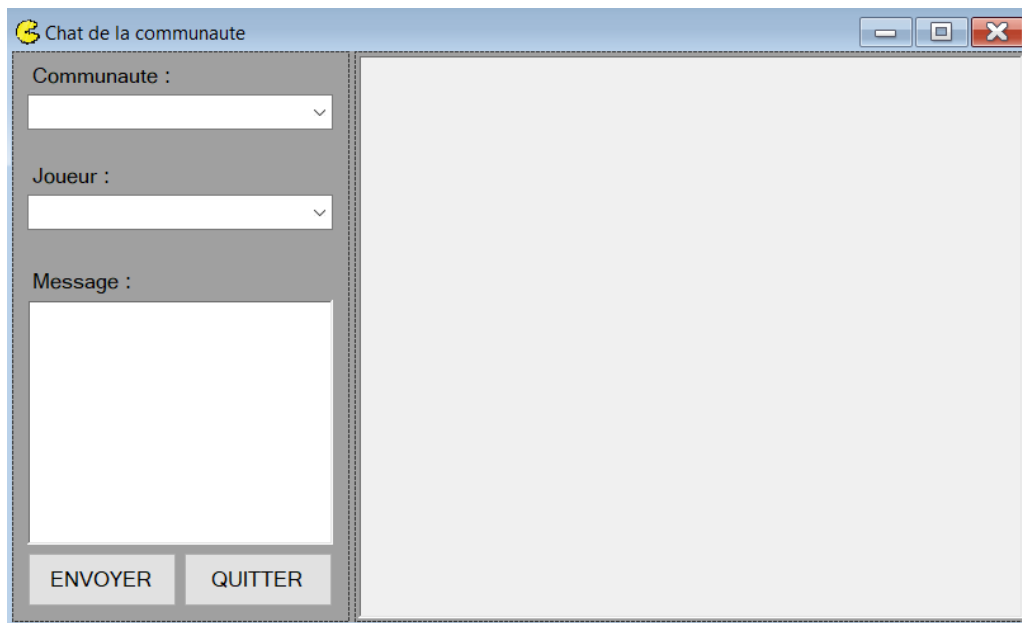 Chat de la communaute
Communaute :
Joueur :
Message :
ENVOYER QUITTER